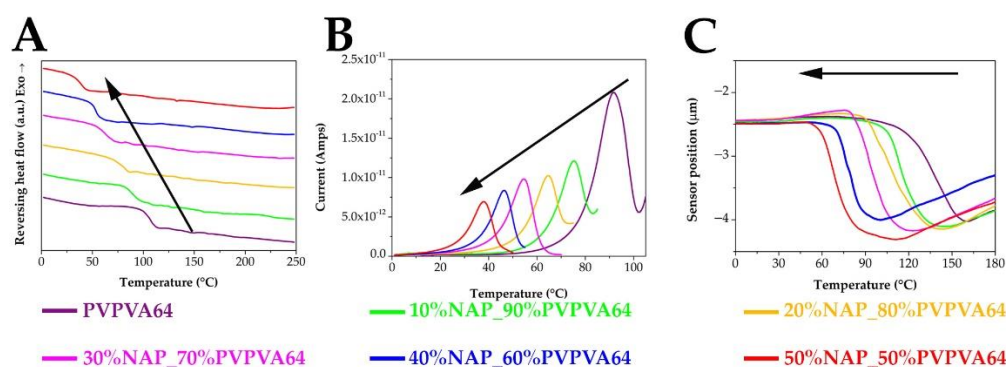 A
B
C
Reversing heat flow (a.u.) Exo →
0
50
100
150
200
250
Temperature (°C)
Current (Amps)
2.5x10⁻¹¹
2.0x10⁻¹¹
1.5x10⁻¹¹
1.0x10⁻¹¹
5.0x10⁻¹²
0.0
0
20
40
60
80
100
Temperature (°C)
Sensor position (μm)
−2
−3
−4
0
30
60
90
120
150
180
Temperature (°C)
PVPVA64
10%NAP_90%PVPVA64
20%NAP_80%PVPVA64
30%NAP_70%PVPVA64
40%NAP_60%PVPVA64
50%NAP_50%PVPVA64